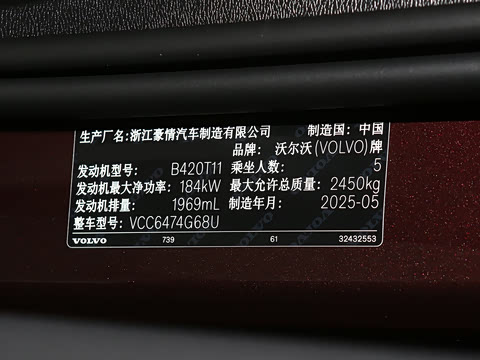 生产厂名:浙江豪情汽车制造有限公司 制造国:中国
品牌: 沃尔沃(VOLVO)牌
发动机型号: B420T11 乘坐人数: 5
发动机最大净功率: 184kW 最大允许总质量: 2450kg
发动机排量: 1969mL 制造年月: 2025-05
整车型号: VCC6474G68U
VOLVO 739 61 32432553